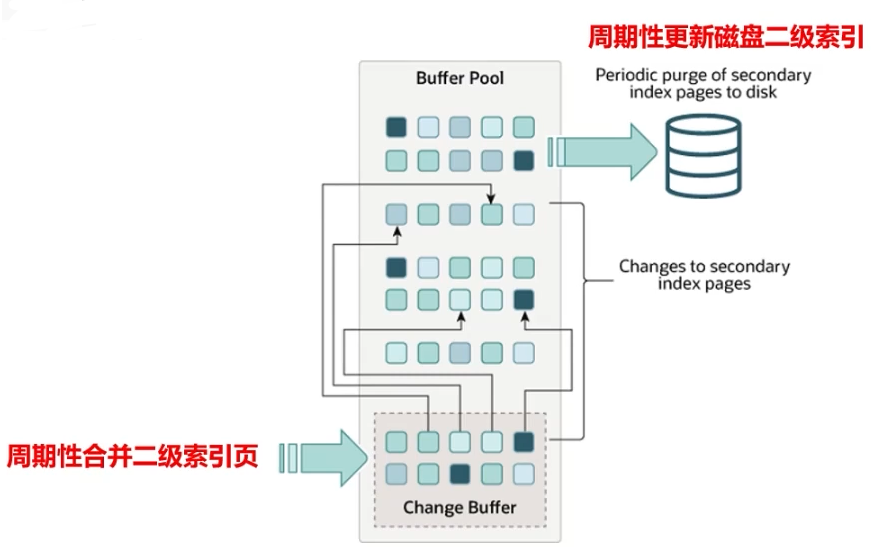 周期性更新磁盘二级索引
Buffer Pool
Periodic purge of secondary
index pages to disk
Changes to secondary
index pages
周期性合并二级索引页
Change Buffer